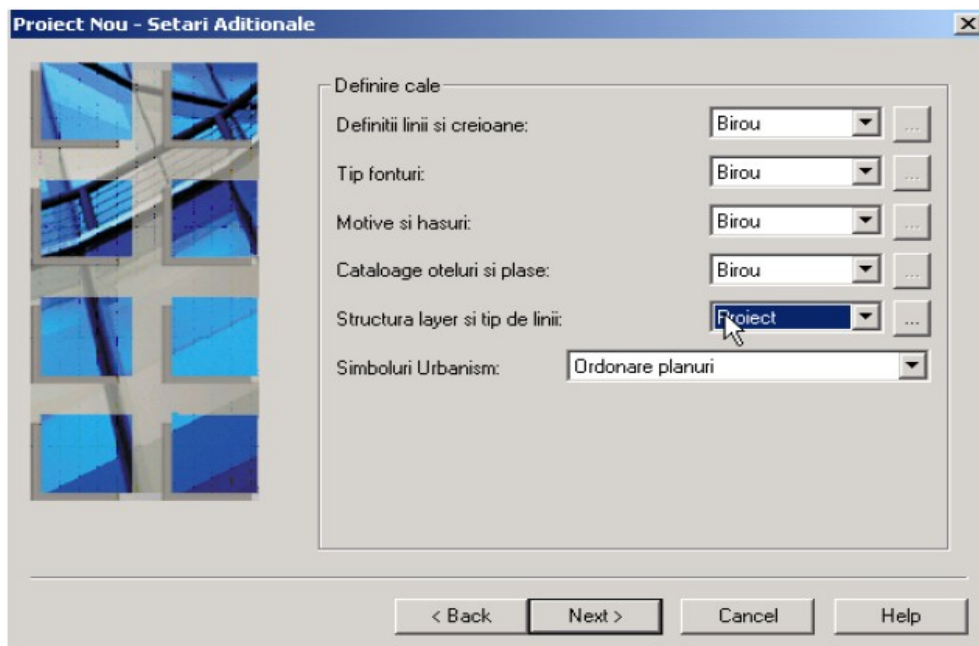 Proiect Nou - Setari Aditionale
Definire cale
Definitii linii si creioane: Birou ...
Tip fonturi: Birou ...
Motive si hasuri: Birou ...
Cataloage oteluri si plase: Birou ...
Structura layer si tip de linii: Proiect ...
Simboluri Urbanism: Ordonare planuri
< Back Next > Cancel Help